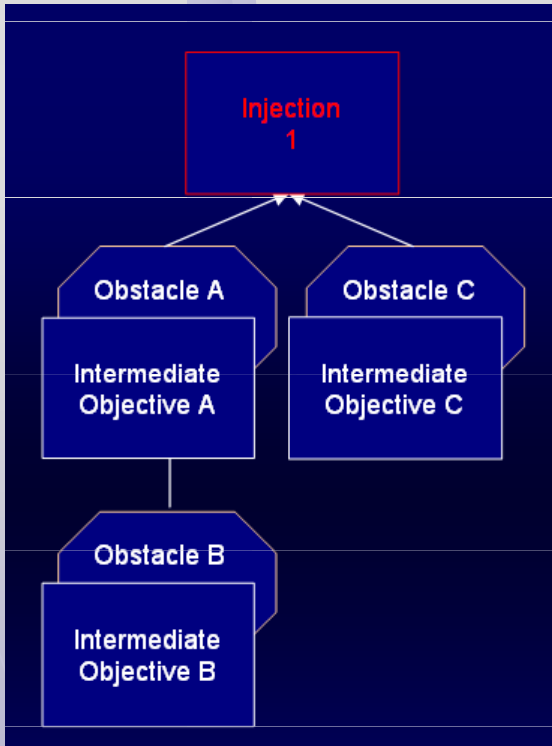 Injection
1
Obstacle A
Obstacle C
Intermediate
Objective A
Intermediate
Objective C
Obstacle B
Intermediate
Objective B